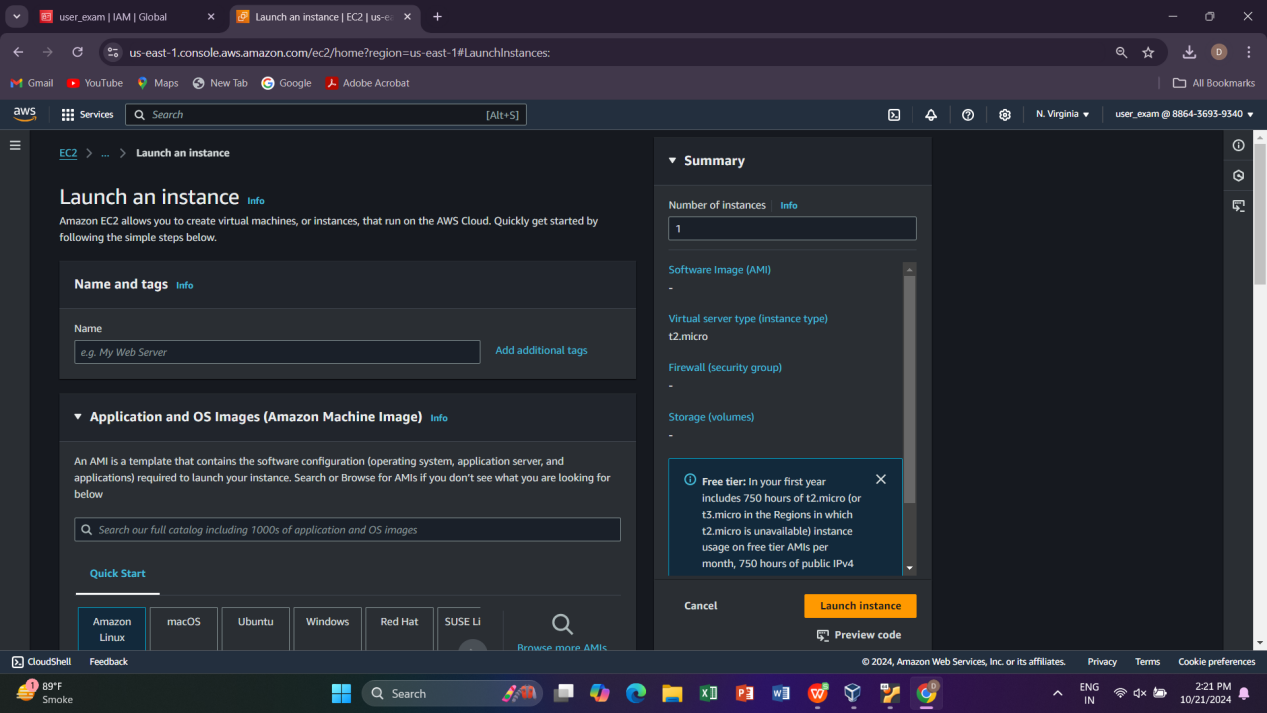 user_exam | IAM | Global
Launch an instance | EC2 | us-ea
us-east-1.console.aws.amazon.com/ec2/home?region=us-east-1#LaunchInstances:
D
Gmail
YouTube
Maps
New Tab
Google
Adobe Acrobat
All Bookmarks
aws
Services
Search
[Alt+S]
N. Virginia
user_exam @ 8864-3693-9340
EC2
...
Launch an instance
Launch an instance Info
Amazon EC2 allows you to create virtual machines, or instances, that run on the AWS Cloud. Quickly get started by
following the simple steps below.
Name and tags Info
Name
e.g. My Web Server
Add additional tags
Application and OS Images (Amazon Machine Image) Info
An AMI is a template that contains the software configuration (operating system, application server, and
applications) required to launch your instance. Search or Browse for AMIs if you don't see what you are looking for
below
Search our full catalog including 1000s of application and OS images
Quick Start
Amazon
Linux
macOS
Ubuntu
Windows
Red Hat
SUSE Li
Browse more AMIs
Summary
Number of instances
Info
1
Software Image (AMI)
-
Virtual server type (instance type)
t2.micro
Firewall (security group)
-
Storage (volumes)
-
Free tier: In your first year
includes 750 hours of t2.micro (or
t3.micro in the Regions in which
t2.micro is unavailable) instance
usage on free tier AMIs per
month, 750 hours of public IPv4
Cancel
Launch instance
Preview code
CloudShell
Feedback
© 2024, Amazon Web Services, Inc. or its affiliates.
Privacy
Terms
Cookie preferences
1
89°F
Smoke
Search
ENG
IN
2:21 PM
10/21/2024